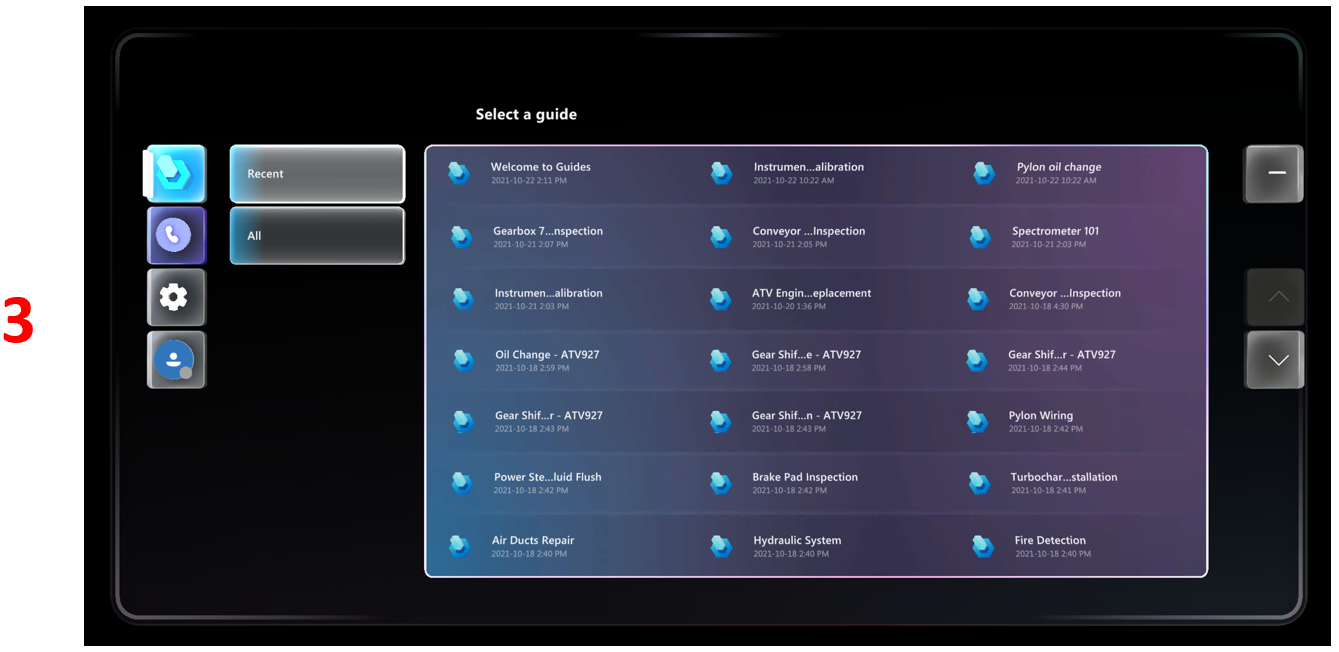 Select a guide
3
Recent
All
Welcome to Guides
2021-10-22 2:11 PM
Instrumen...alibration
2021-10-22 10:22 AM
Pylon oil change
2021-10-22 10:22 AM
Gearbox 7...nspection
2021-10-21 2:07 PM
Conveyor ...Inspection
2021-10-21 2:05 PM
Spectrometer 101
2021-10-21 2:03 PM
Instrumen...alibration
2021-10-21 2:03 PM
ATV Engin...eplacement
2021-10-20 1:36 PM
Conveyor ...Inspection
2021-10-18 4:30 PM
Oil Change - ATV927
2021-10-18 2:59 PM
Gear Shif...e - ATV927
2021-10-18 2:58 PM
Gear Shif...r - ATV927
2021-10-18 2:44 PM
Gear Shif...r - ATV927
2021-10-18 2:43 PM
Gear Shif...n - ATV927
2021-10-18 2:43 PM
Pylon Wiring
2021-10-18 2:42 PM
Power Ste...luid Flush
2021-10-18 2:42 PM
Brake Pad Inspection
2021-10-18 2:42 PM
Turbochar...stallation
2021-10-18 2:41 PM
Air Ducts Repair
2021-10-18 2:40 PM
Hydraulic System
2021-10-18 2:40 PM
Fire Detection
2021-10-18 2:40 PM